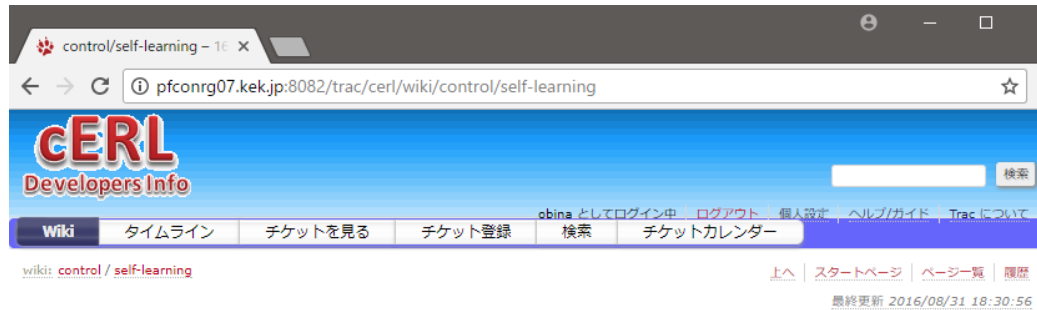 control/self-learning – 16
pfconrg07.kek.jp:8082/trac/cerl/wiki/control/self-learning
cERL
Developers Info
検索
obina としてログイン中 ログアウト 個人設定 ヘルプ/ガイド Trac について
Wiki タイムライン チケットを見る チケット登録 検索 チケットカレンダー
wiki: control / self-learning
上へ スタートページ ページ一覧 履歴
最終更新 2016/08/31 18:30:56